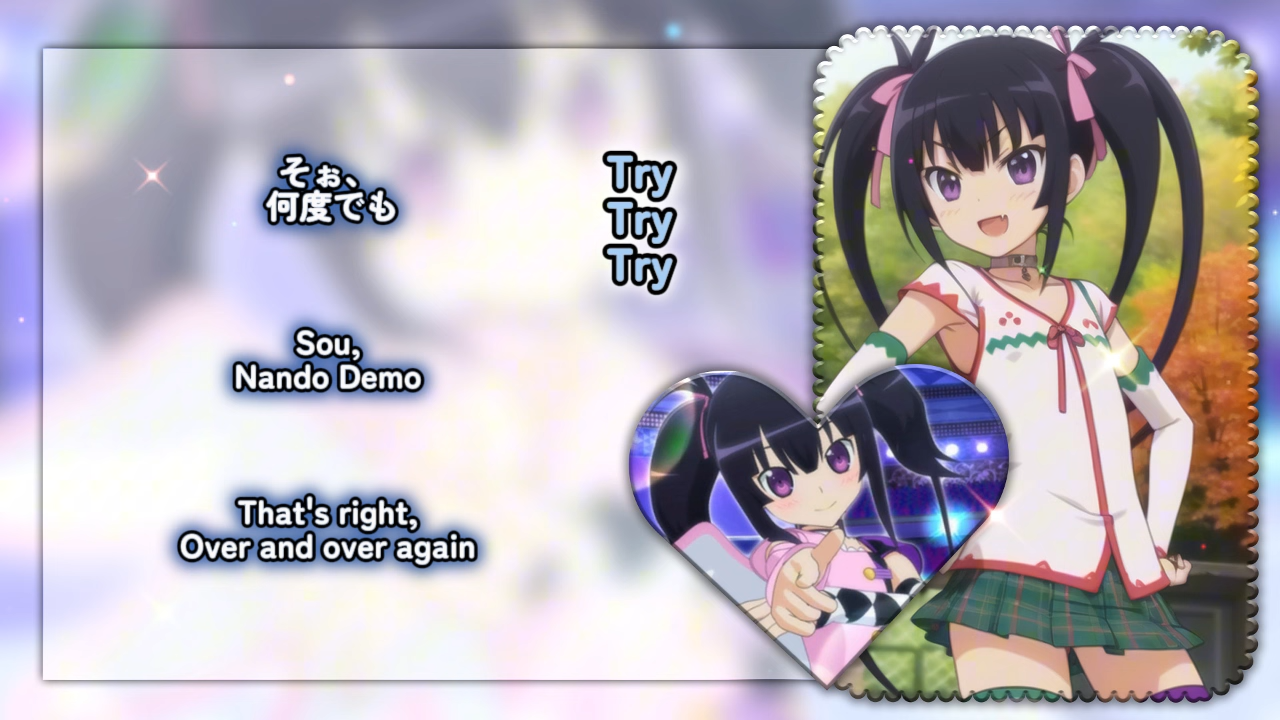 そぉ、
何度でも
Try
Try
Try
Sou,
Nando Demo
That's right,
Over and over again